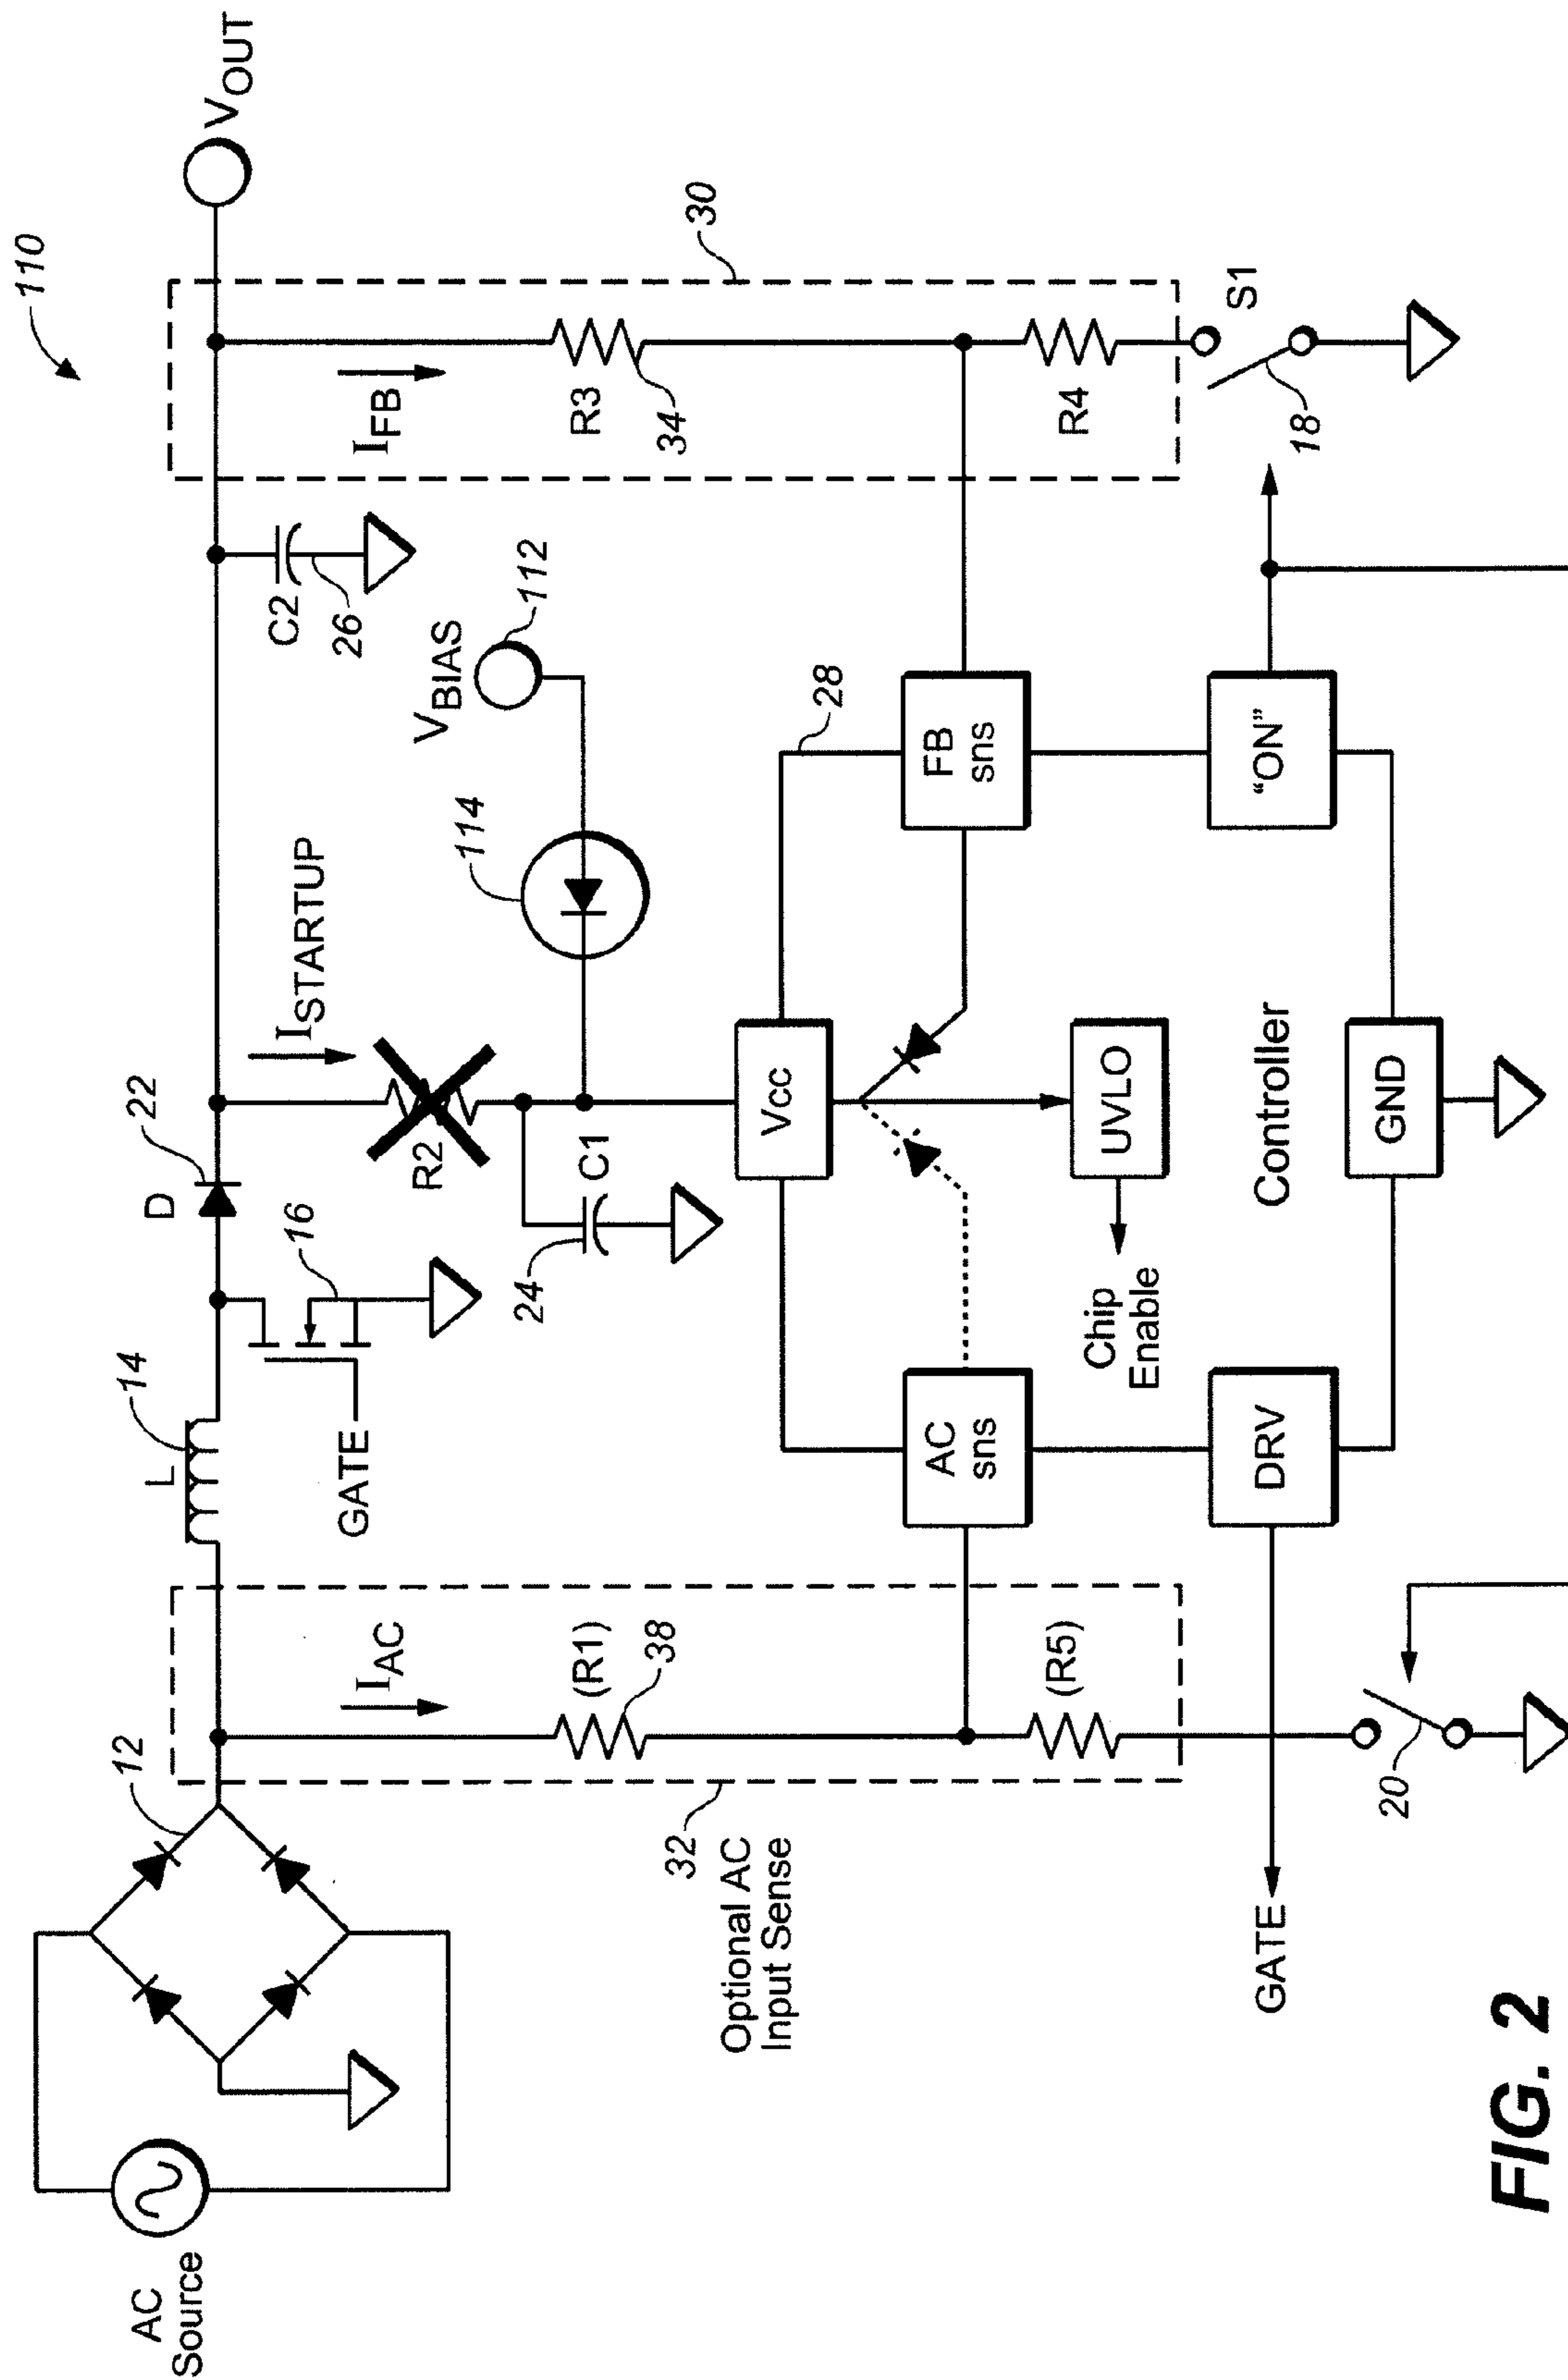 110
AC
Source
12
L
14
D
22
VOUT
IAC
GATE
16
ISTARTUP
C2
26
IFB
30
(R1)
38
R2
24
C1
114
VBIAS
112
R3
34
32
Optional AC
Input Sense
Vcc
28
AC
sns
FB
sns
(R5)
R4
Chip
Enable
UVLO
S1
18
GATE
DRV
Controller
"ON"
GND
20
FIG. 2